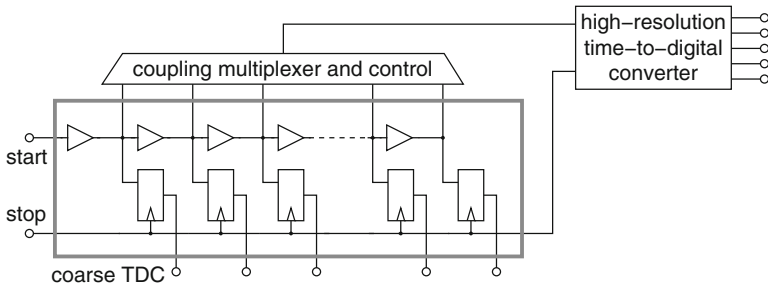 high−resolution
time−to−digital
converter
coupling multiplexer and control
start
stop
coarse TDC